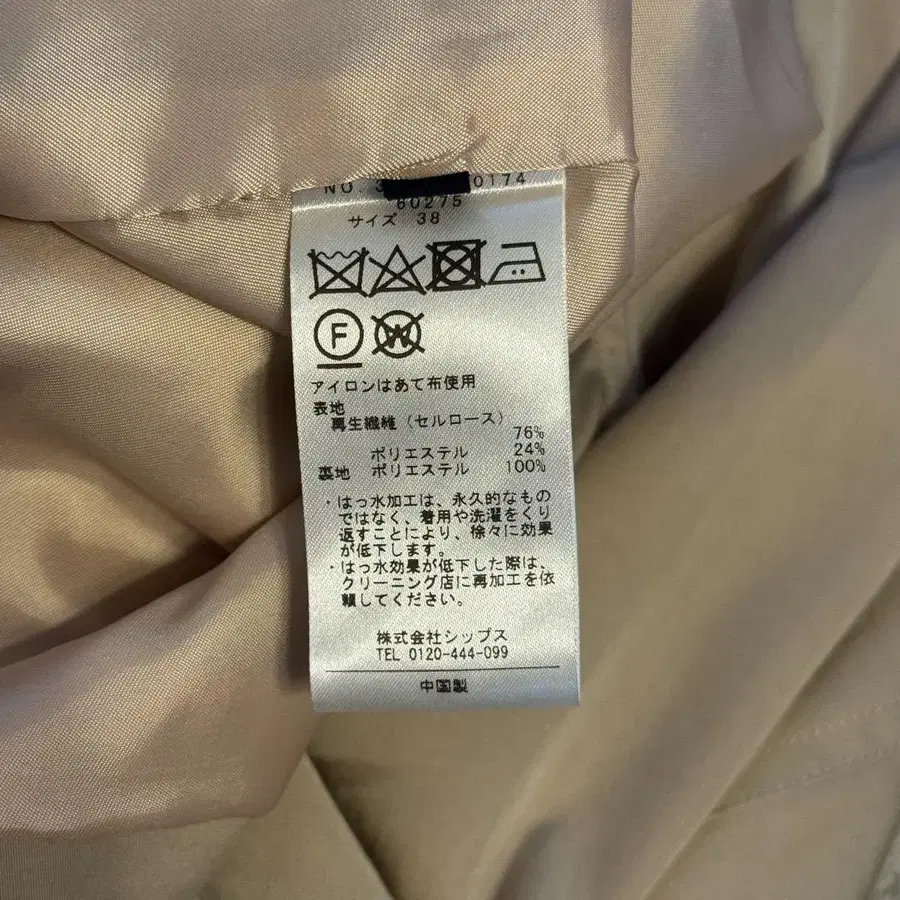 NO. 3 0174
60275
サイズ 38
F
W
アイロンはあて布使用
表地
再生繊維（セルロース）
76%
ポリエステル 24%
裏地 ポリエステル 100%
・はっ水加工は、永久的なもの
ではなく、着用や洗濯をくり
返すことにより、徐々に効果
が低下します。
・はっ水効果が低下した際は、
クリーニング店に再加工を依
頼してください。
株式会社シップス
TEL 0120-444-099
中国製